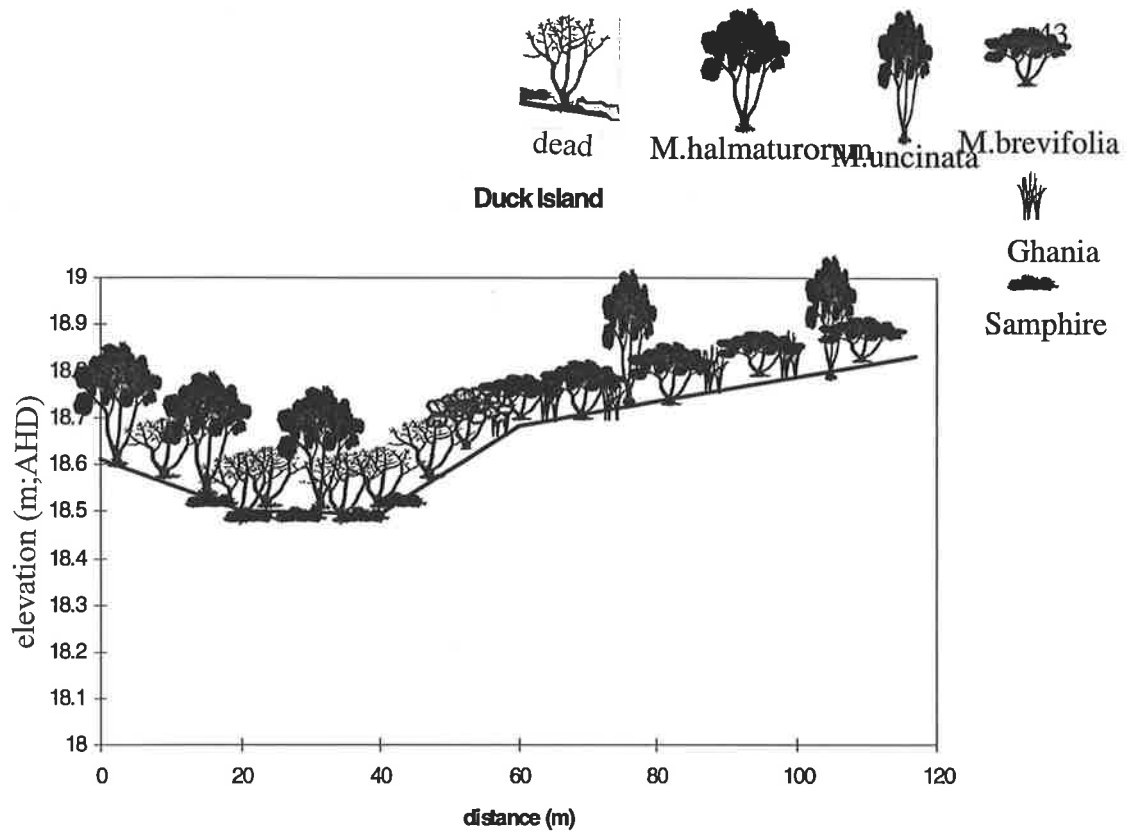 43
dead
M.halmaturorum
M.uncinata
M.brevifolia
Duck Island
Ghania
Samphire
19
18.9
18.8
18.7
18.6
18.5
18.4
18.3
18.2
18.1
18
elevation (m;AHD)
0 20 40 60 80 100 120
distance (m)